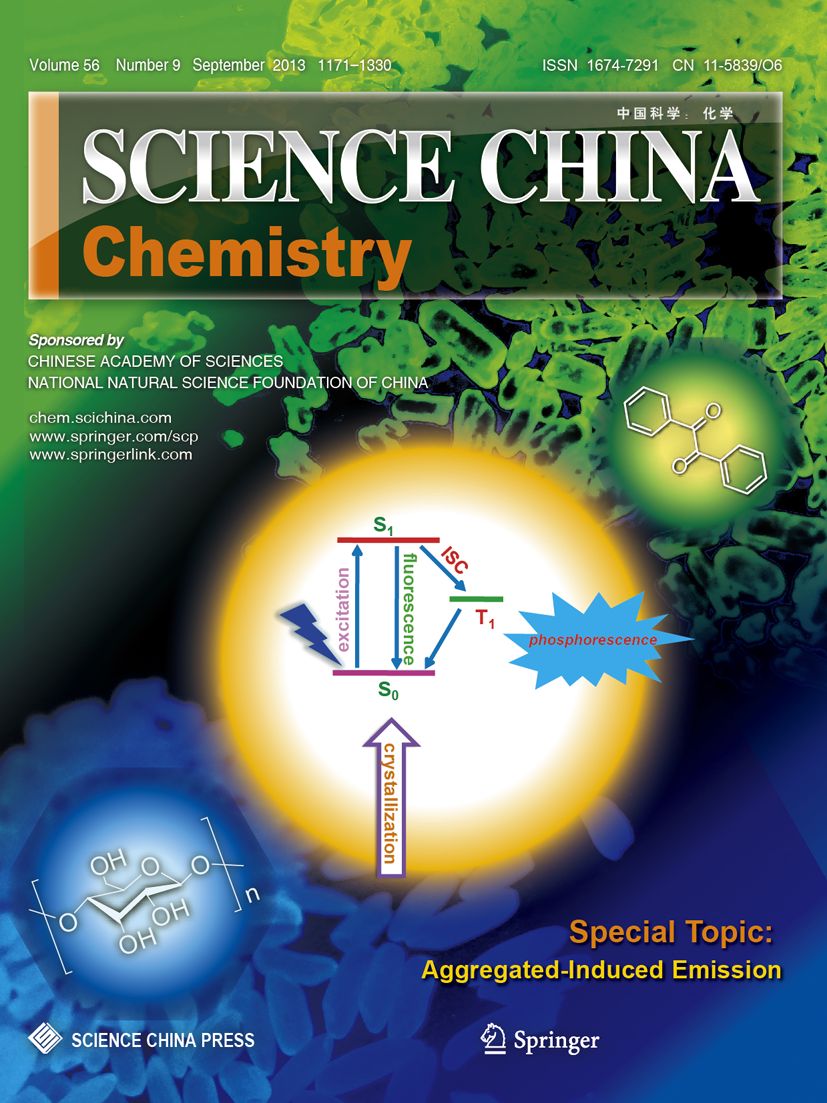 Volume 56 Number 9 September 2013 1171–1330
ISSN 1674-7291 CN 11-5839/O6
中国科学：化学
SCIENCE CHINA
Chemistry
Sponsored by
CHINESE ACADEMY OF SCIENCES
NATIONAL NATURAL SCIENCE FOUNDATION OF CHINA
chem.scichina.com
www.springer.com/scp
www.springerlink.com
O
O
S1
ISC
excitation
fluorescence
T1
phosphorescence
S0
crystallization
OH
O
O
O
OH
OH
n
Special Topic:
Aggregated-Induced Emission
SCIENCE CHINA PRESS
Springer